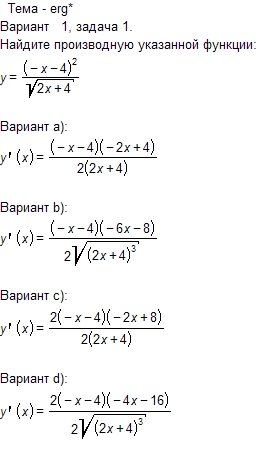 Тема - erg*
Вариант 1, задача 1.
Найдите производную указанной функции:
y = (-x-4)^2 / √(2x+4)
Вариант a):
y'(x) = (-x-4)(-2x+4) / 2(2x+4)
Вариант b):
y'(x) = (-x-4)(-6x-8) / 2√((2x+4)^3)
Вариант c):
y'(x) = 2(-x-4)(-2x+8) / 2(2x+4)
Вариант d):
y'(x) = 2(-x-4)(-4x-16) / 2√((2x+4)^3)